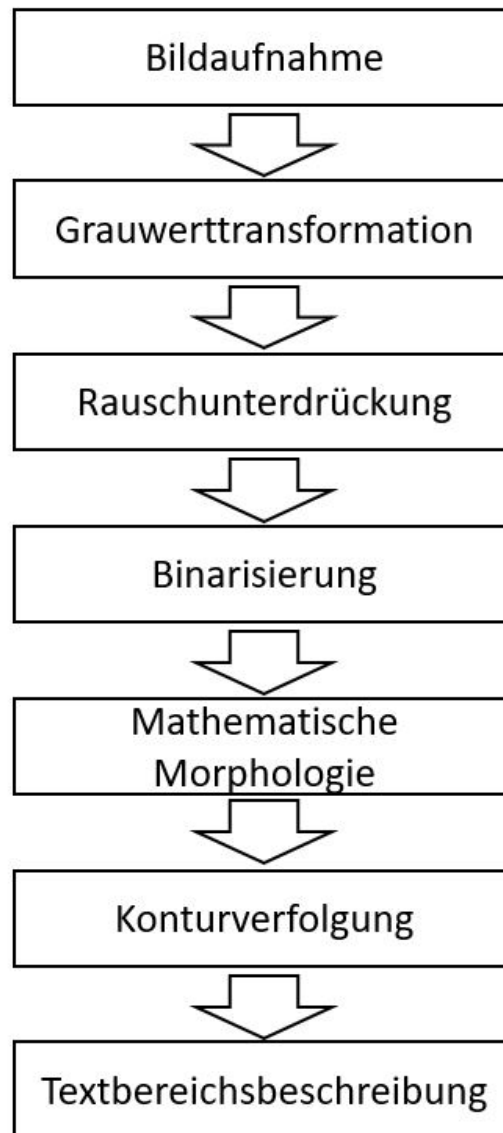 Bildaufnahme
Grauwerttransformation
Rauschunterdrückung
Binarisierung
Mathematische
Morphologie
Konturverfolgung
Textbereichsbeschreibung